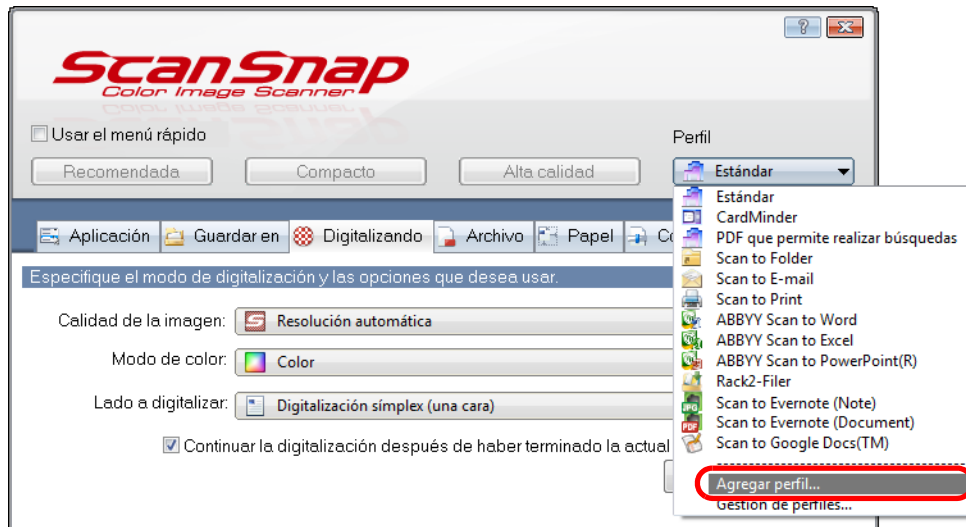 ScanSnap
Color Image Scanner
Usar el menú rápido
Perfil
Recomendada
Compacto
Alta calidad
Estándar
Aplicación
Guardar en
Digitalizando
Archivo
Papel
Especifique el modo de digitalización y las opciones que desea usar.
Calidad de la imagen:
Resolución automática
Modo de color:
Color
Lado a digitalizar:
Digitalización símplex (una cara)
Continuar la digitalización después de haber terminado la actual
Estándar
CardMinder
PDF que permite realizar búsquedas
Scan to Folder
Scan to E-mail
Scan to Print
ABBYY Scan to Word
ABBYY Scan to Excel
ABBYY Scan to PowerPoint(R)
Rack2-Filer
Scan to Evernote (Note)
Scan to Evernote (Document)
Scan to Google Docs(TM)
Agregar perfil...
Gestión de perfiles...